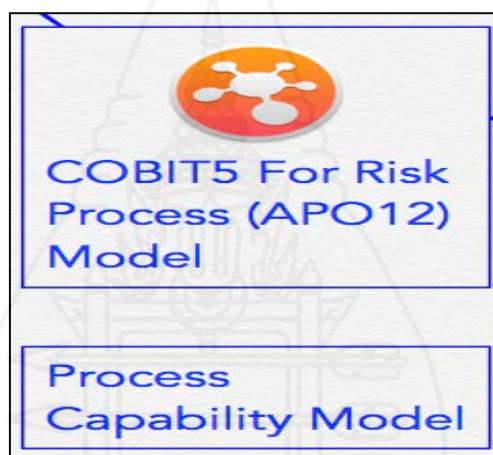 COBIT5 For Risk
Process (APO12)
Model
Process
Capability Model